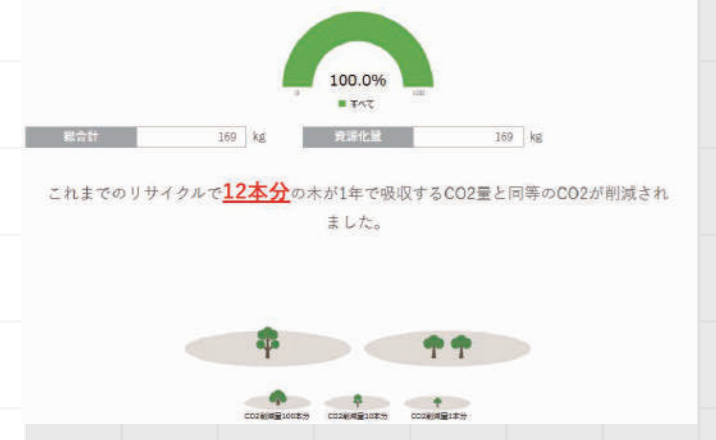 100.0%
0 100
すべて
総合計 169 kg 資源化量 169 kg
これまでのリサイクルで12本分の木が1年で吸収するCO2量と同等のCO2が削減され
ました。
CO2削減量100本分 CO2削減量10本分 CO2削減量1本分